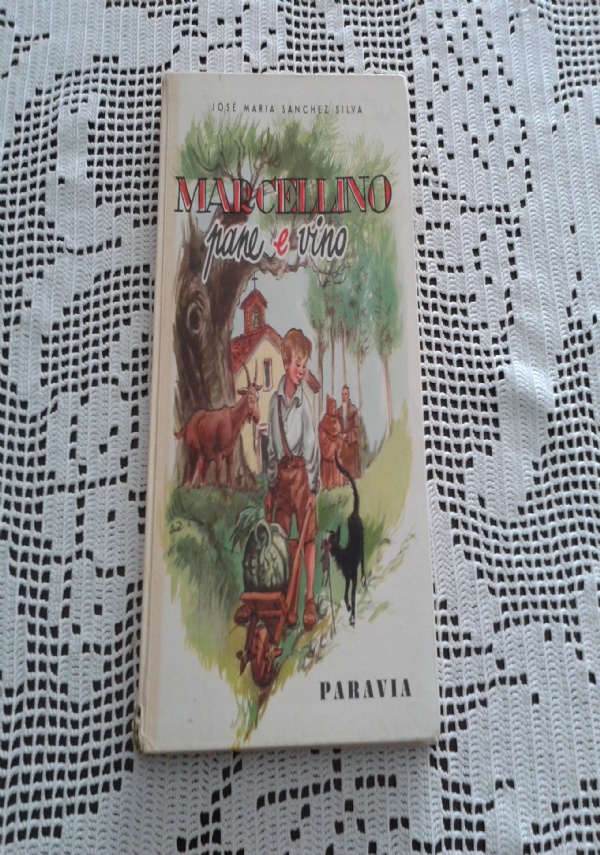 JOSÉ MARIA SANCHEZ SILVA
MARCELLINO
pane e vino
PARAVIA